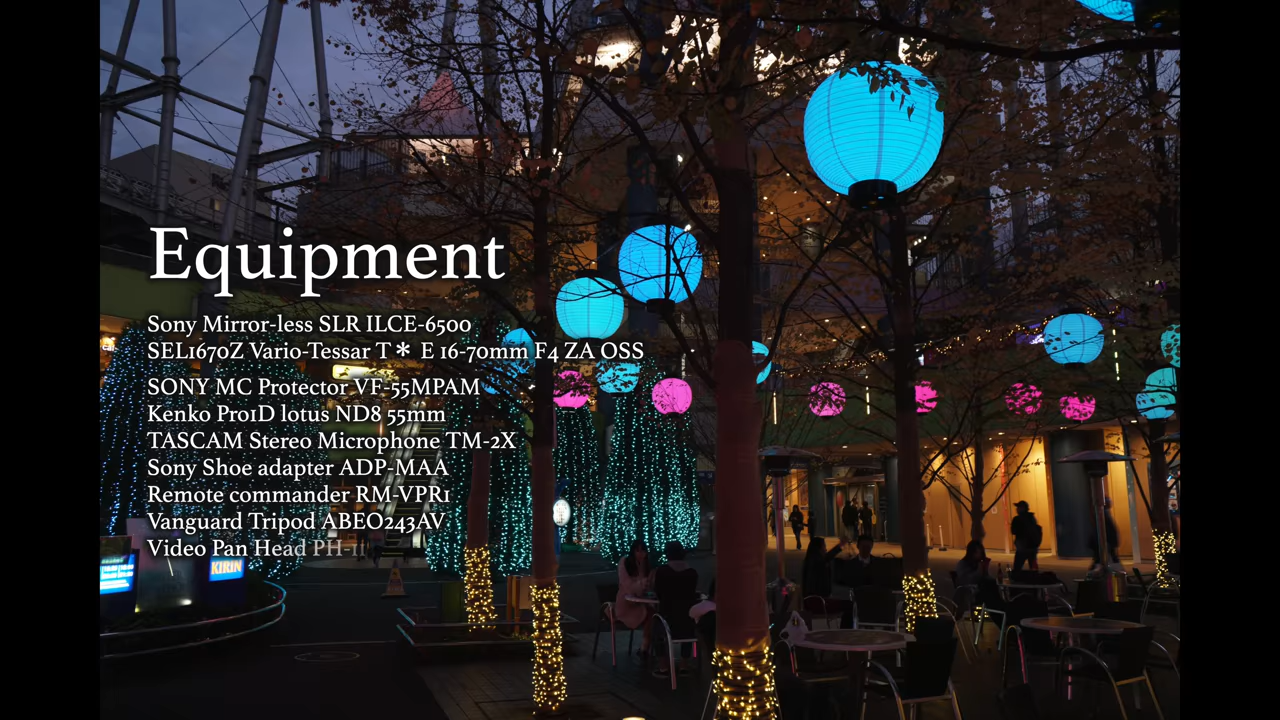 Equipment
Sony Mirror-less SLR ILCE-6500
SEL1670Z Vario-Tessar T＊ E 16-70mm F4 ZA OSS
SONY MC Protector VF-55MPAM
Kenko Pro1D lotus ND8 55mm
TASCAM Stereo Microphone TM-2X
Sony Shoe adapter ADP-MAA
Remote commander RM-VPR1
Vanguard Tripod ABEO243AV
Video Pan Head PH-11
KIRIN